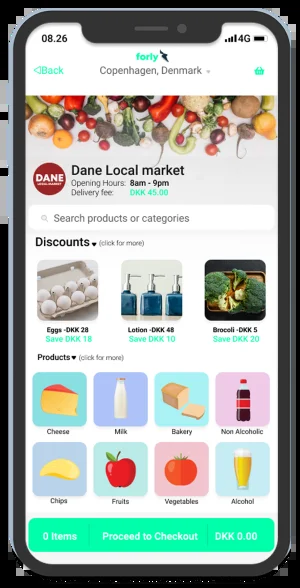 08.26
4G
forly
Back
Copenhagen, Denmark
DANE
LOCAL MARKET
Dane Local market
Opening Hours: 8am - 9pm
Delivery fee: DKK 45.00
Search products or categories
Discounts (click for more)
Eggs -DKK 28
Lotion -DKK 48
Brocoli -DKK 5
Save DKK 18
Save DKK 10
Save DKK 20
Products (click for more)
Cheese
Milk
Bakery
Non Alcoholic
Chips
Fruits
Vegetables
Alcohol
0 Items
Proceed to Checkout
DKK 0.00